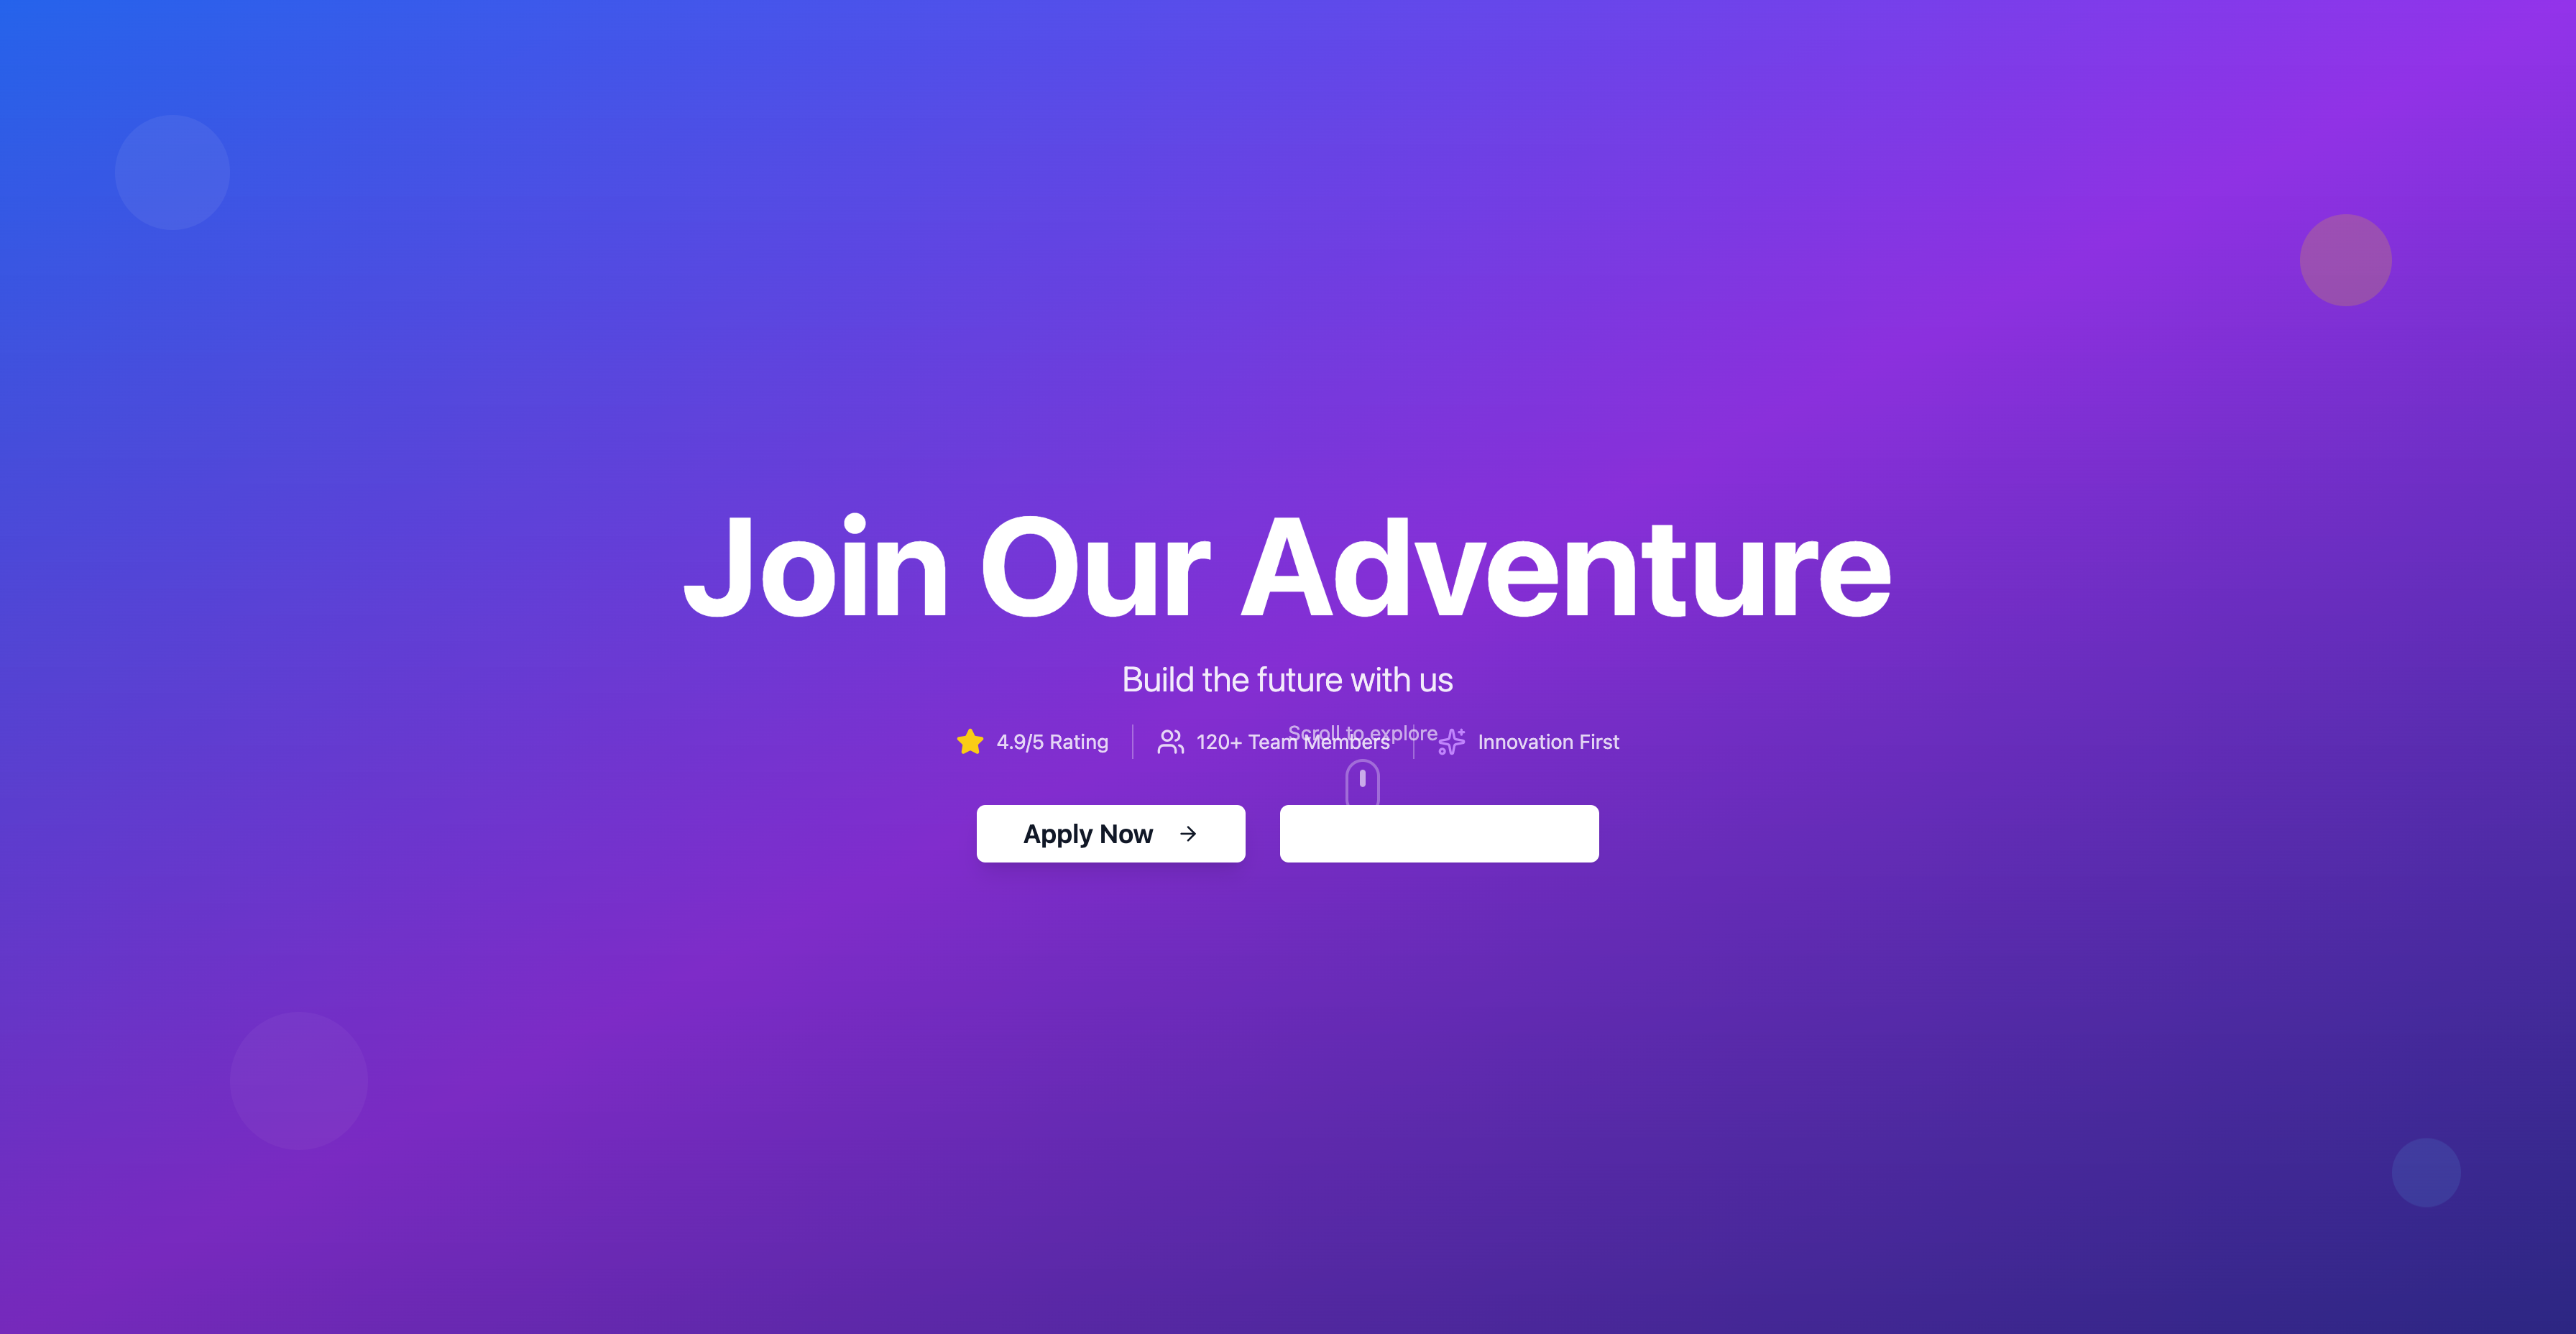 Join Our Adventure
Build the future with us
Scroll to explore
4.9/5 Rating
120+ Team Members
Innovation First
Apply Now